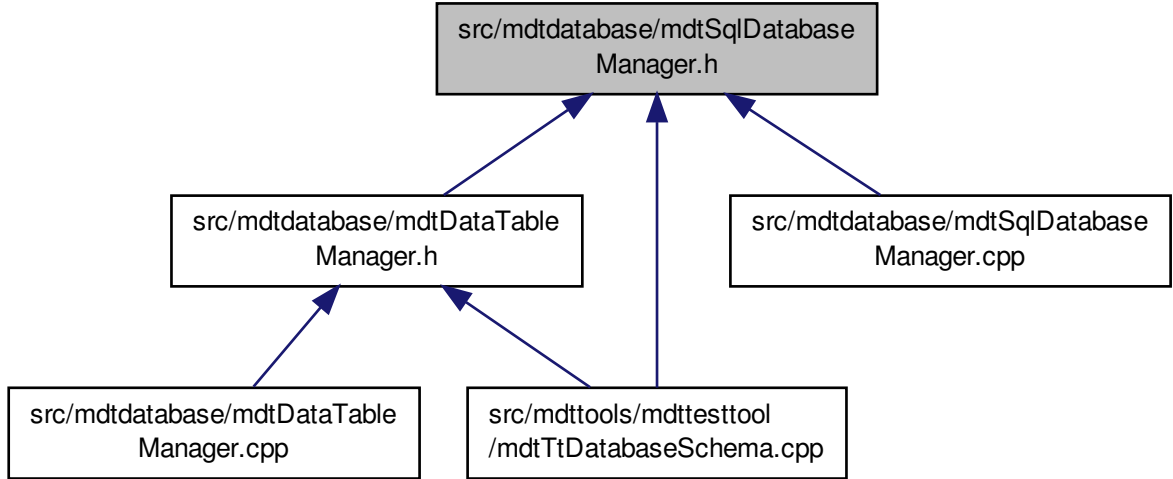 src/mdtdatabase/mdtSqlDatabase
Manager.h
src/mdtdatabase/mdtDataTable
Manager.h
src/mdtdatabase/mdtSqlDatabase
Manager.cpp
src/mdtdatabase/mdtDataTable
Manager.cpp
src/mdttools/mdttesttool
/mdtTtDatabaseSchema.cpp